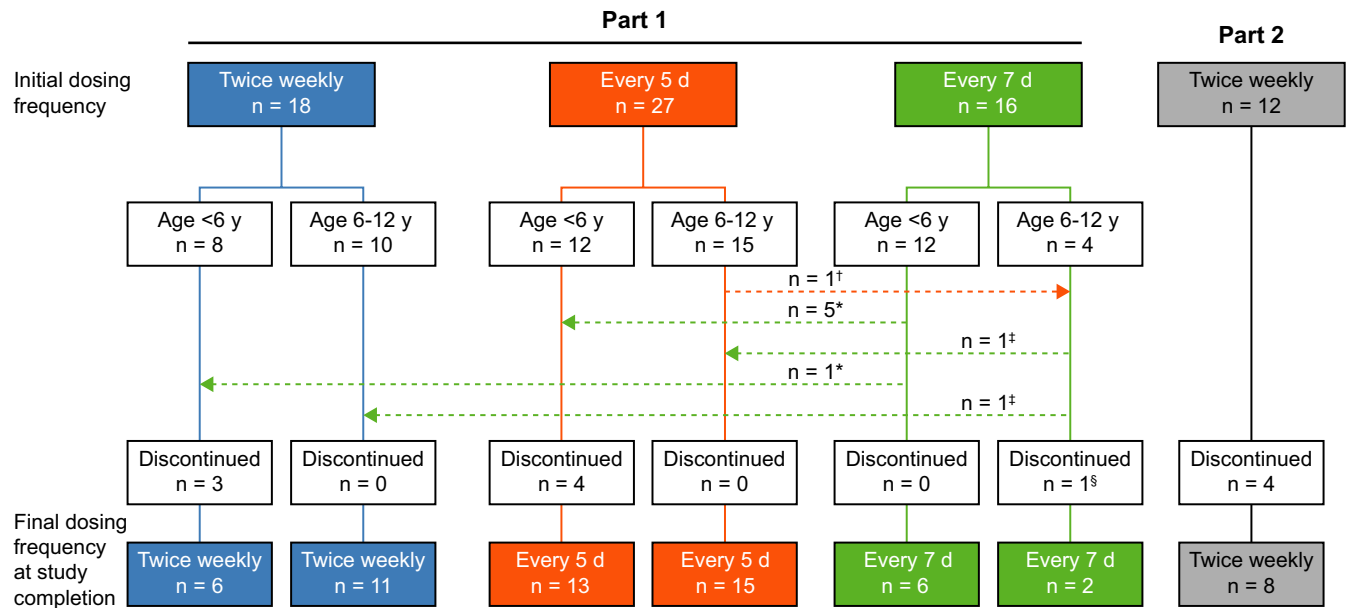 Part 1
Part 2
Initial dosing
frequency
Twice weekly
n = 18
Every 5 d
n = 27
Every 7 d
n = 16
Twice weekly
n = 12
Age <6 y
n = 8
Age 6-12 y
n = 10
Age <6 y
n = 12
Age 6-12 y
n = 15
Age <6 y
n = 12
Age 6-12 y
n = 4
n = 1†
n = 5*
n = 1‡
n = 1*
n = 1‡
Discontinued
n = 3
Discontinued
n = 0
Discontinued
n = 4
Discontinued
n = 0
Discontinued
n = 0
Discontinued
n = 1§
Discontinued
n = 4
Final dosing
frequency
at study
completion
Twice weekly
n = 6
Twice weekly
n = 11
Every 5 d
n = 13
Every 5 d
n = 15
Every 7 d
n = 6
Every 7 d
n = 2
Twice weekly
n = 8